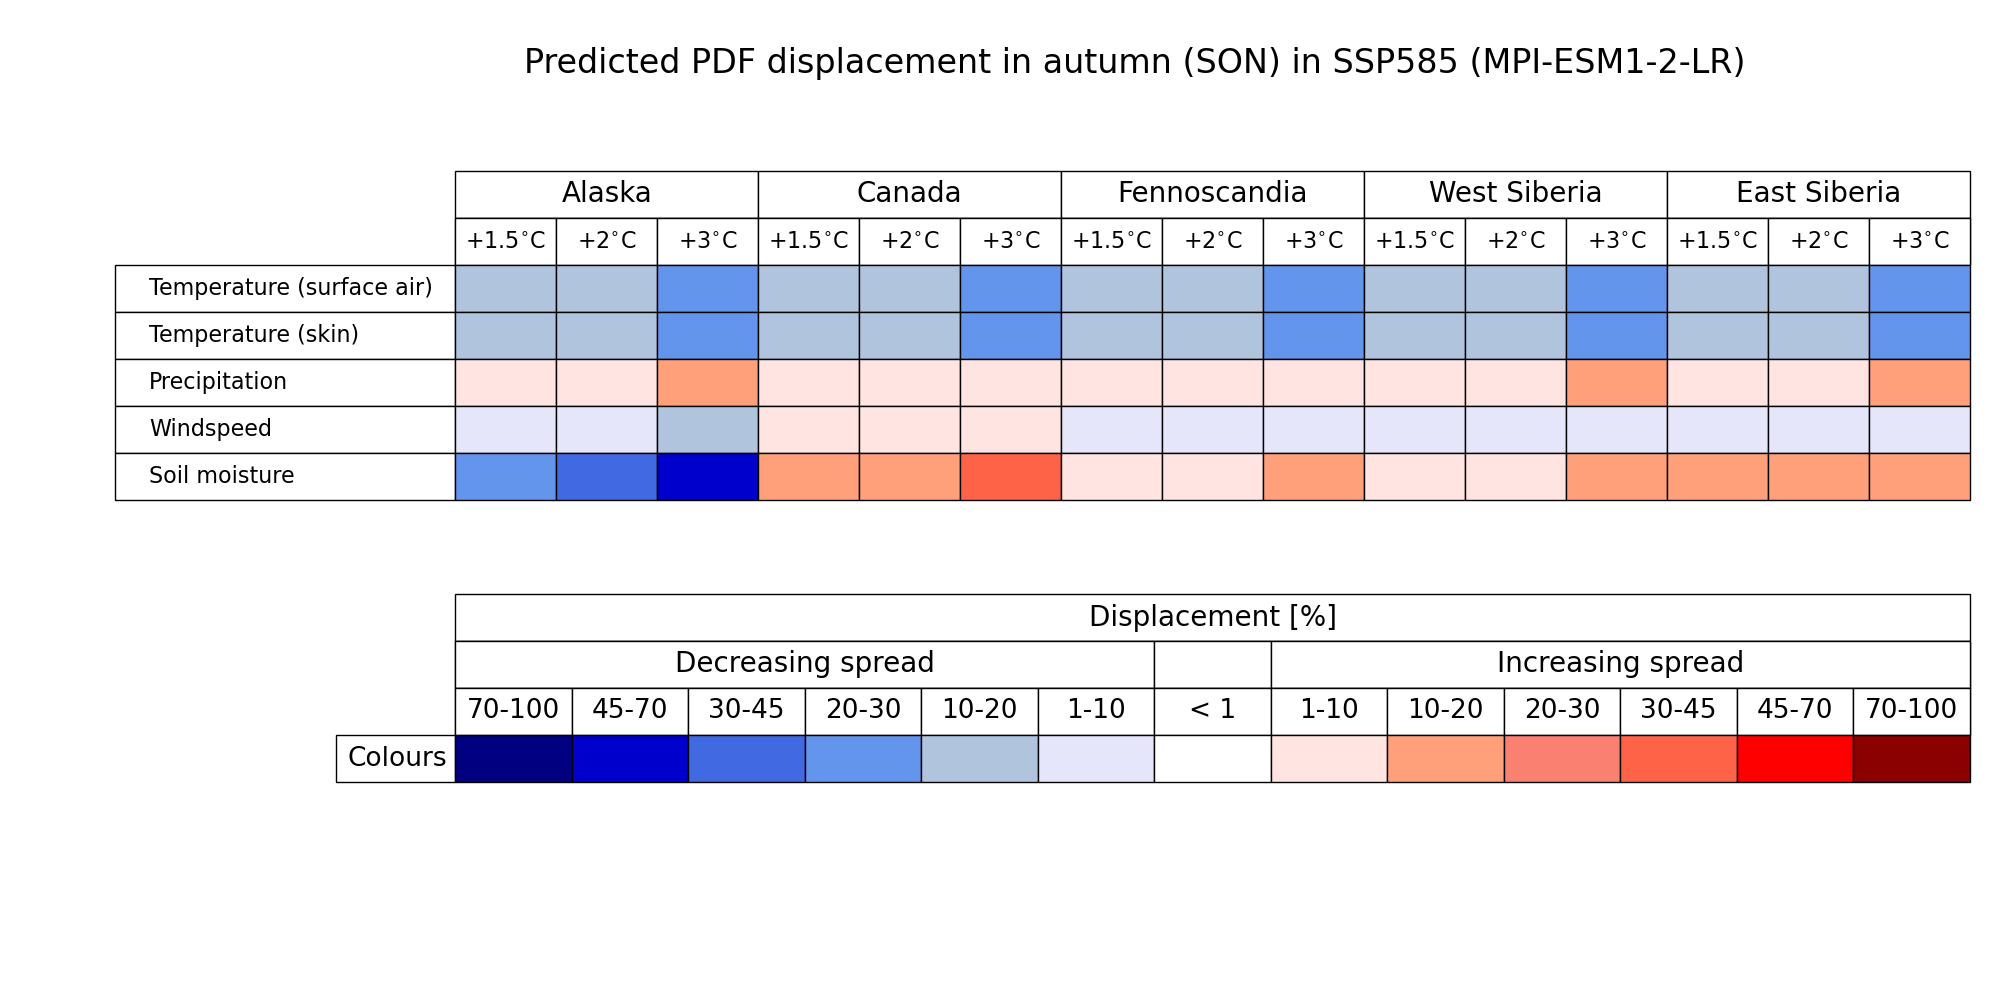 Predicted PDF displacement in autumn (SON) in SSP585 (MPI-ESM1-2-LR)
Alaska Canada Fennoscandia West Siberia East Siberia
+1.5°C +2°C +3°C +1.5°C +2°C +3°C +1.5°C +2°C +3°C +1.5°C +2°C +3°C +1.5°C +2°C +3°C
Temperature (surface air)
Temperature (skin)
Precipitation
Windspeed
Soil moisture
Displacement [%]
Decreasing spread Increasing spread
70-100 45-70 30-45 20-30 10-20 1-10 < 1 1-10 10-20 20-30 30-45 45-70 70-100
Colours